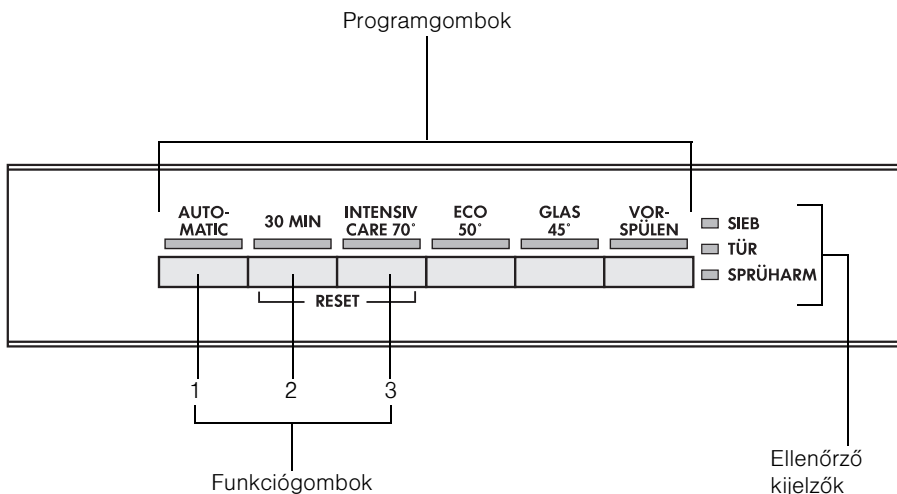 Programgombok
AUTO-
MATIC
30 MIN
INTENSIV
CARE 70°
ECO
50°
GLAS
45°
VOR-
SPÜLEN
SIEB
TÜR
SPRÜHARM
RESET
1 2 3
Funkciógombok
Ellenőrző
kijelzők